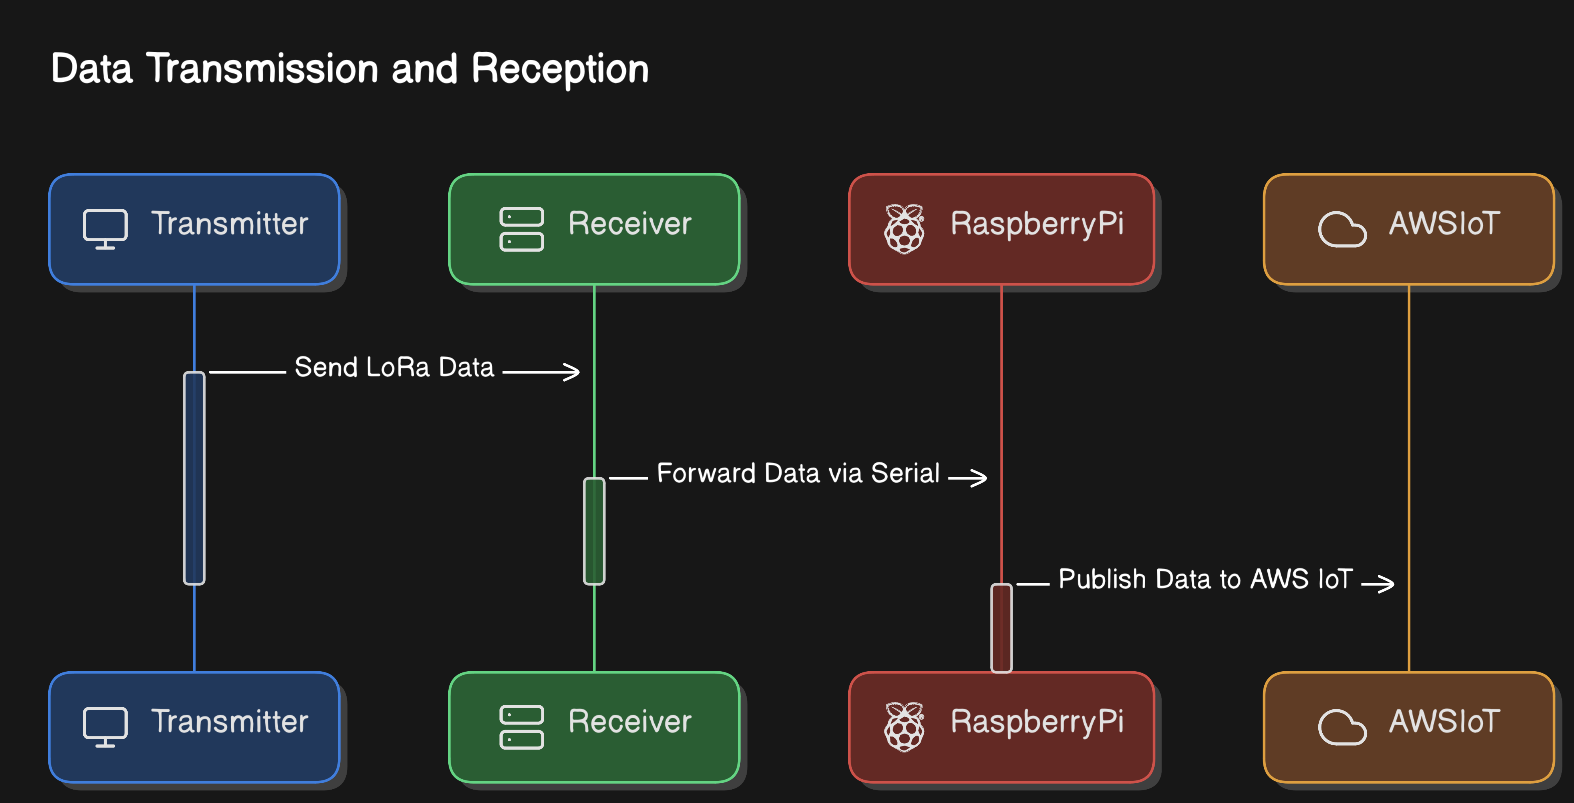 Data Transmission and Reception
Transmitter
Receiver
RaspberryPi
AWSIoT
Send LoRa Data
Forward Data via Serial
Publish Data to AWS IoT
Transmitter
Receiver
RaspberryPi
AWSIoT